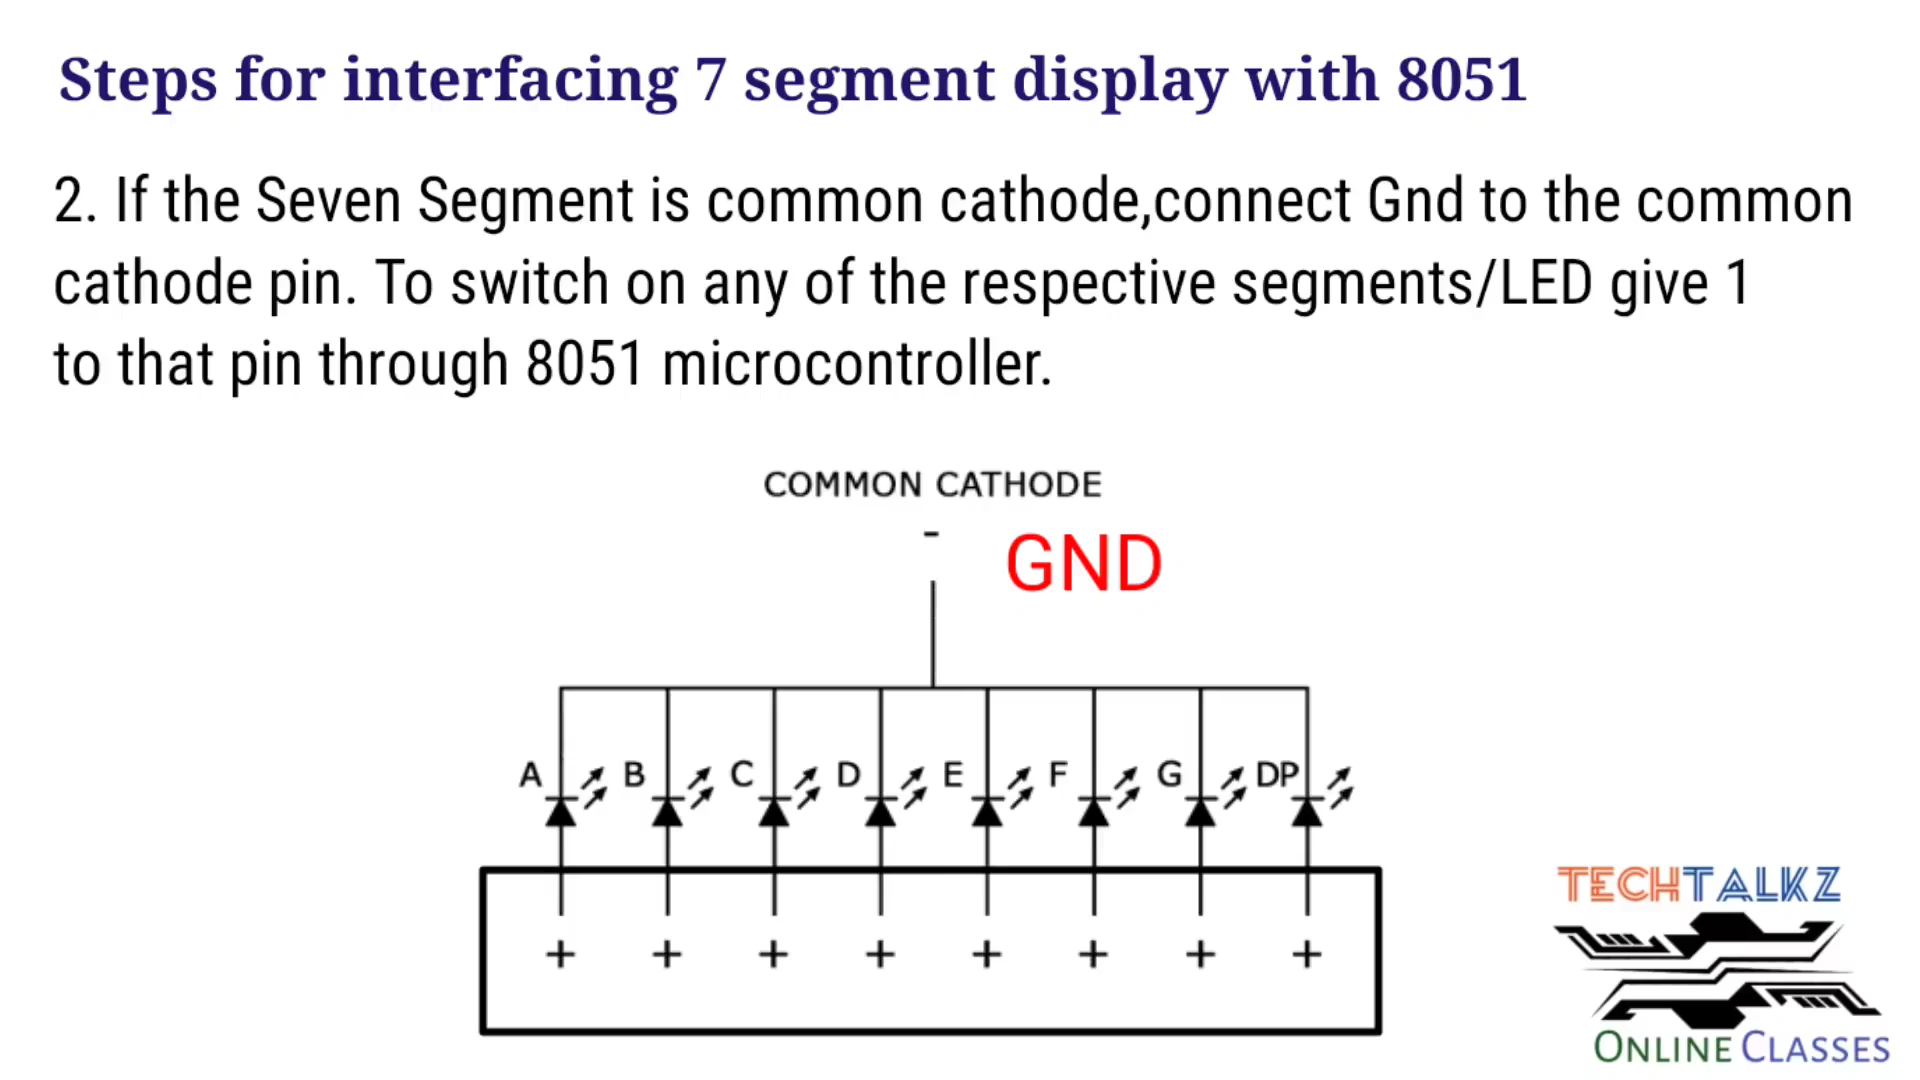 Steps for interfacing 7 segment display with 8051
2. If the Seven Segment is common cathode,connect Gnd to the common
cathode pin. To switch on any of the respective segments/LED give 1
to that pin through 8051 microcontroller.
COMMON CATHODE
-
GND
A B C D E F G DP
+ + + + + + + +
TECHTALKZ
ONLINE CLASSES